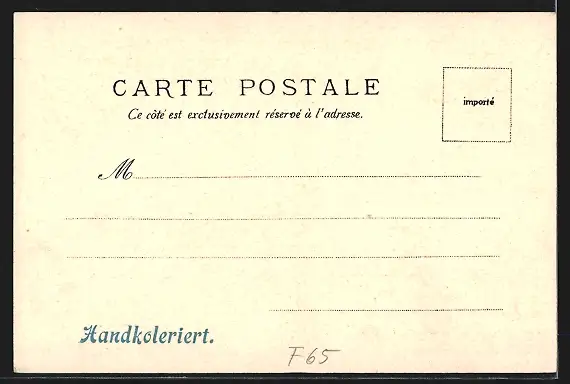 CARTE POSTALE
Ce côté est exclusivement réservé à l'adresse.
importé
M
Handkoleriert.
F65